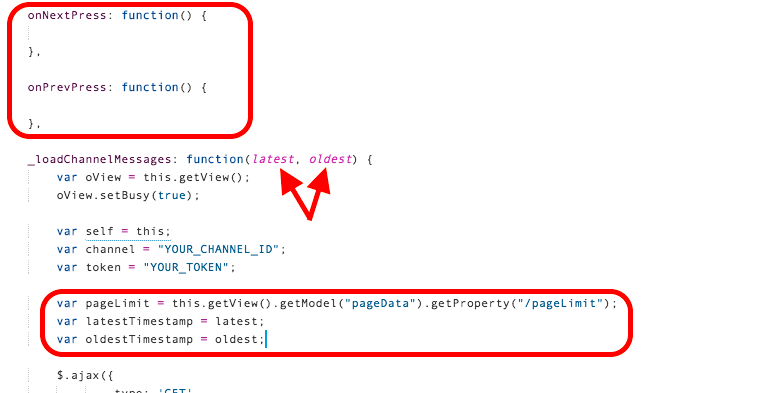 onNextPress: function() {
},
onPrevPress: function() {
},
_loadChannelMessages: function(latest, oldest) {
var oView = this.getView();
oView.setBusy(true);
var self = this;
var channel = "YOUR_CHANNEL_ID";
var token = "YOUR_TOKEN";
var pageLimit = this.getView().getModel("pageData").getProperty("/pageLimit");
var latestTimestamp = latest;
var oldestTimestamp = oldest;
$.ajax({
type: 'GET'